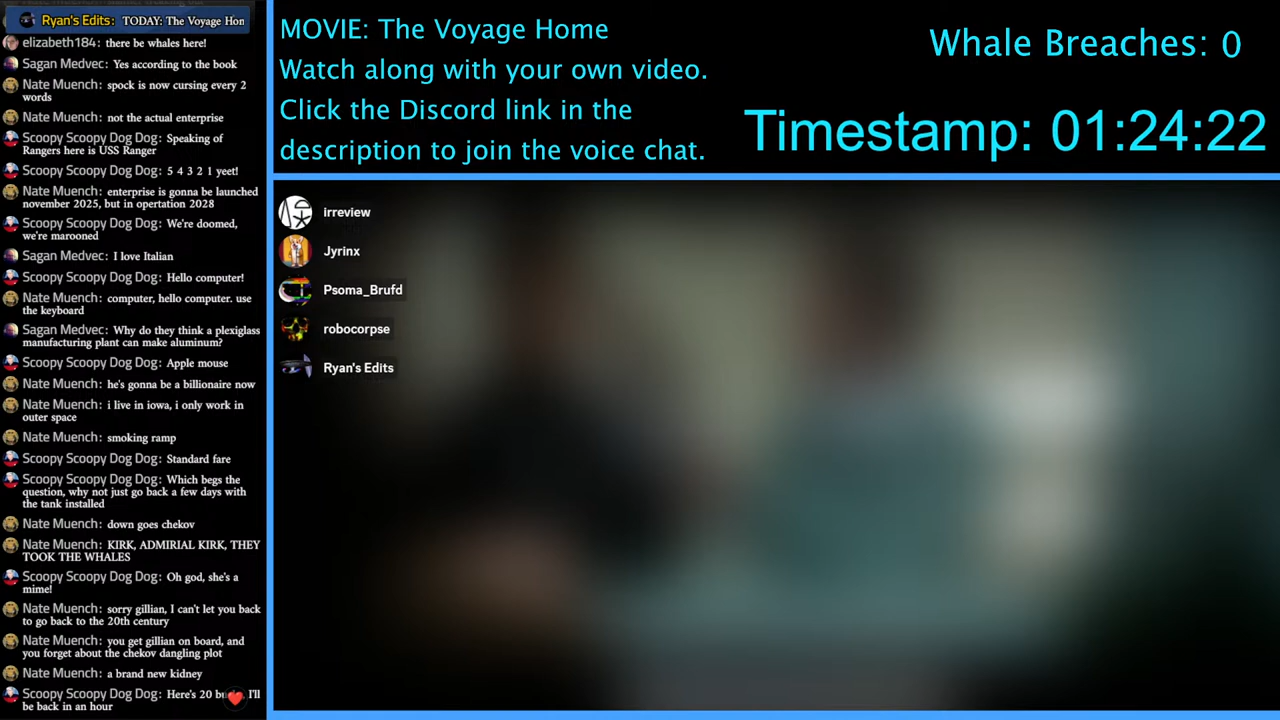 Ryan's Edits: TODAY: The Voyage Hon
elizabeth184: there be whales here!
Sagan Medvec: Yes according to the book
Nate Muench: spock is now cursing every 2
words
Nate Muench: not the actual enterprise
Scoopy Scoopy Dog Dog: Speaking of
Rangers here is USS Ranger
Scoopy Scoopy Dog Dog: 5 4 3 2 1 yeet!
Nate Muench: enterprise is gonna be launched
november 2025, but in opertation 2028
Scoopy Scoopy Dog Dog: We're doomed,
we're marooned
Sagan Medvec: I love Italian
Scoopy Scoopy Dog Dog: Hello computer!
Nate Muench: computer, hello computer. use
the keyboard
Sagan Medvec: Why do they think a plexiglass
manufacturing plant can make aluminum?
Scoopy Scoopy Dog Dog: Apple mouse
Nate Muench: he's gonna be a billionaire now
Nate Muench: i live in iowa, i only work in
outer space
Nate Muench: smoking ramp
Scoopy Scoopy Dog Dog: Standard fare
Scoopy Scoopy Dog Dog: Which begs the
question, why not just go back a few days with
the tank installed
Nate Muench: down goes chekov
Nate Muench: KIRK, ADMIRIAL KIRK, THEY
TOOK THE WHALES
Scoopy Scoopy Dog Dog: Oh god, she's a
mime!
Nate Muench: sorry gillian, I can't let you back
to go back to the 20th century
Nate Muench: you get gillian on board, and
you forget about the chekov dangling plot
Nate Muench: a brand new kidney
Scoopy Scoopy Dog Dog: Here's 20 bu I'll
be back in an hour
MOVIE: The Voyage Home
Watch along with your own video.
Click the Discord link in the
description to join the voice chat.
Whale Breaches: 0
Timestamp: 01:24:22
irreview
Jyrinx
Psoma_Brufd
robocorpse
Ryan's Edits